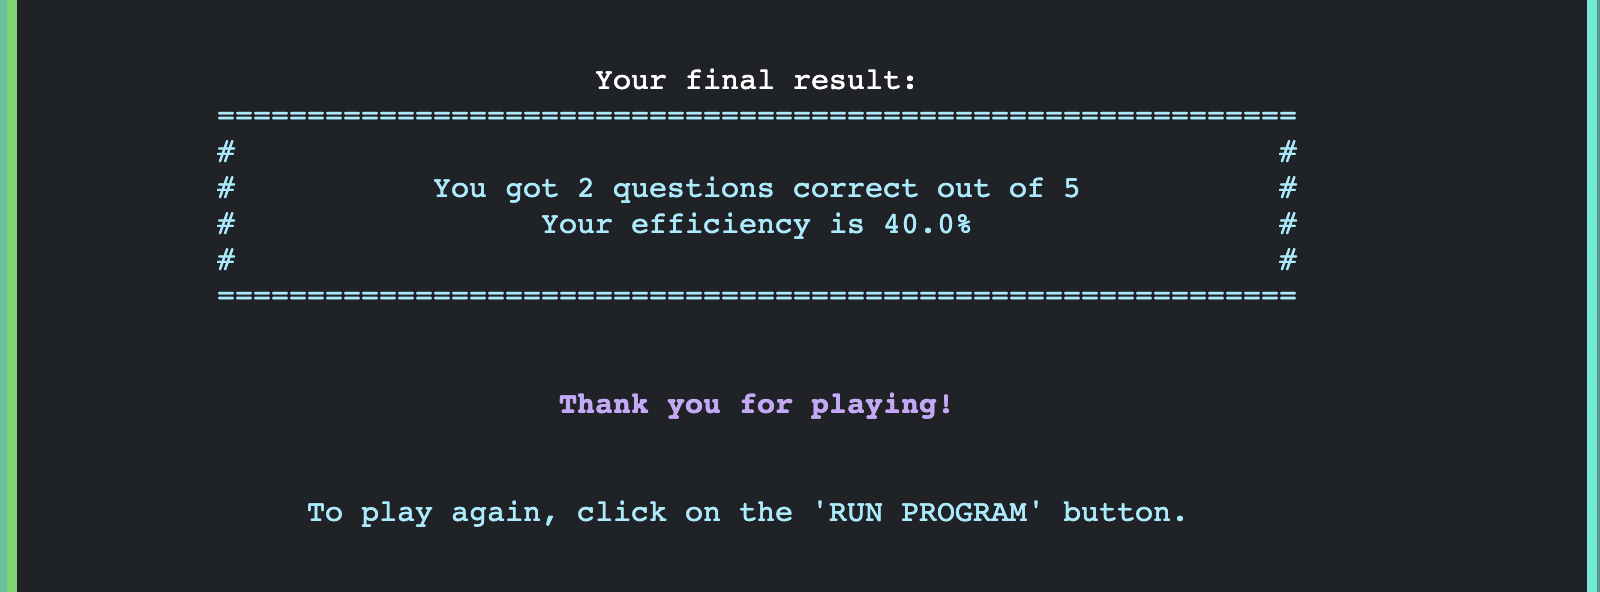 Your final result:
============================================================
# #
# You got 2 questions correct out of 5 #
# Your efficiency is 40.0% #
# #
============================================================
Thank you for playing!
To play again, click on the 'RUN PROGRAM' button.